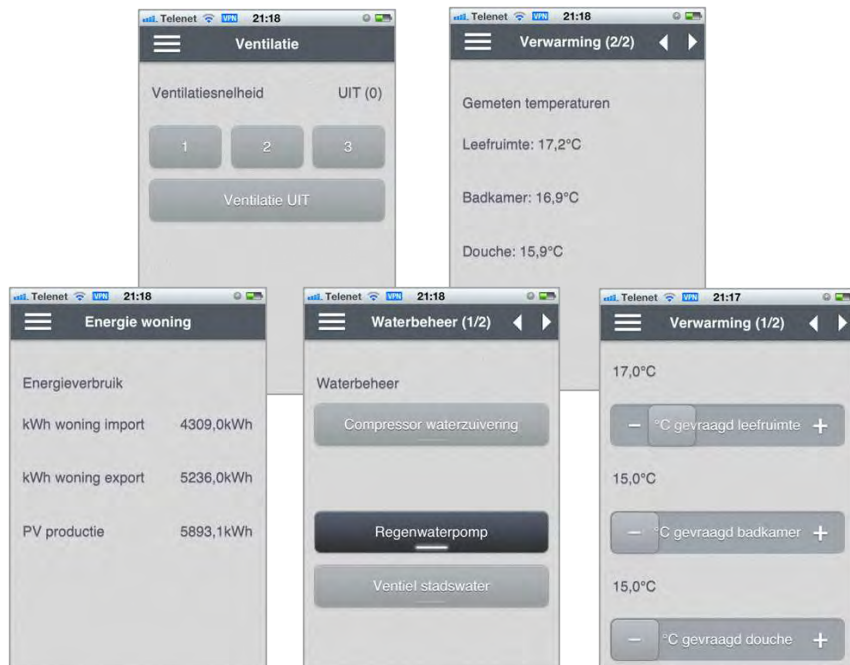 Telenet VPN 21:18
Ventilatie
Ventilatiesnelheid UIT (0)
1 2 3
Ventilatie UIT
Telenet VPN 21:18
Verwarming (2/2)
Gemeten temperaturen
Leefruimte: 17,2°C
Badkamer: 16,9°C
Douche: 15,9°C
Telenet VPN 21:18
Energie woning
Energieverbruik
kWh woning import 4309,0kWh
kWh woning export 5236,0kWh
PV productie 5893,1kWh
Telenet VPN 21:18
Waterbeheer (1/2)
Waterbeheer
Compressor waterzuivering
Regenwaterpomp
Ventiel stadswater
Telenet VPN 21:17
Verwarming (1/2)
17,0°C
− °C gevraagd leefruimte +
15,0°C
− °C gevraagd badkamer +
15,0°C
− °C gevraagd douche +